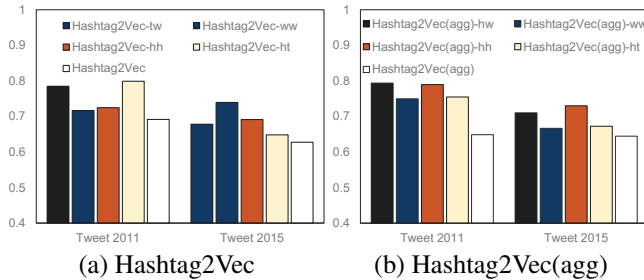 1
0.9
0.8
0.7
0.6
0.5
0.4
Hashtag2Vec-tw
Hashtag2Vec-ww
Hashtag2Vec-hh
Hashtag2Vec-ht
Hashtag2Vec
Tweet 2011
Tweet 2015
(a) Hashtag2Vec
1
0.9
0.8
0.7
0.6
0.5
0.4
Hashtag2Vec(agg)-hw
Hashtag2Vec(agg)-ww
Hashtag2Vec(agg)-hh
Hashtag2Vec(agg)-ht
Hashtag2Vec(agg)
Tweet 2011
Tweet 2015
(b) Hashtag2Vec(agg)